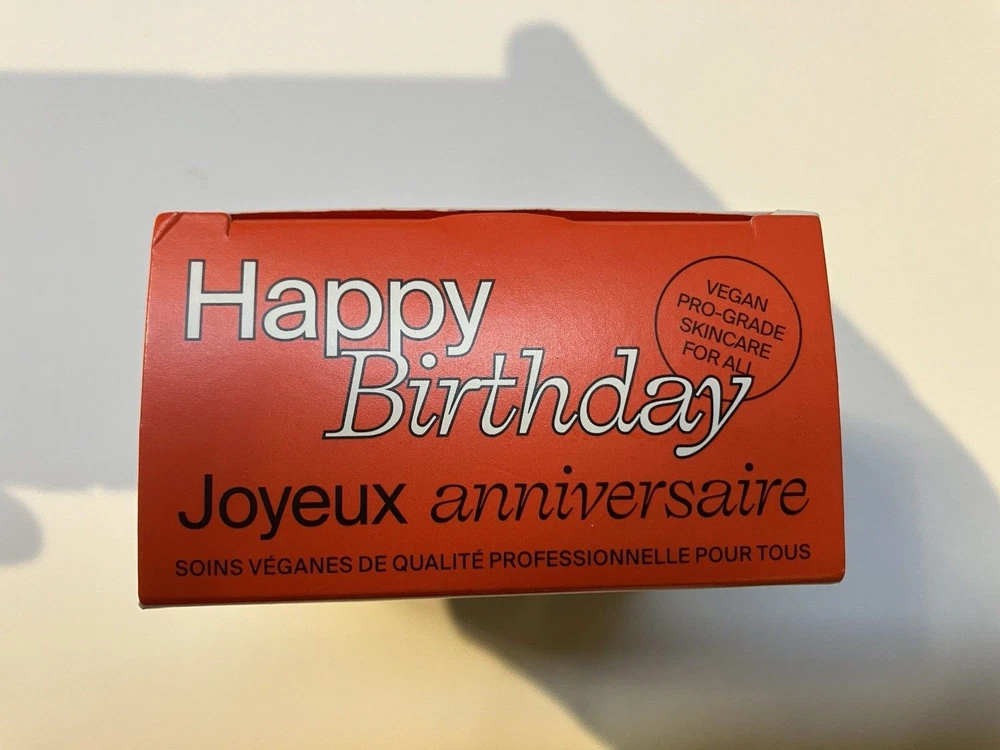 Happy
Birthday
VEGAN
PRO-GRADE
SKINCARE
FOR ALL
Joyeux anniversaire
SOINS VÉGANES DE QUALITÉ PROFESSIONNELLE POUR TOUS